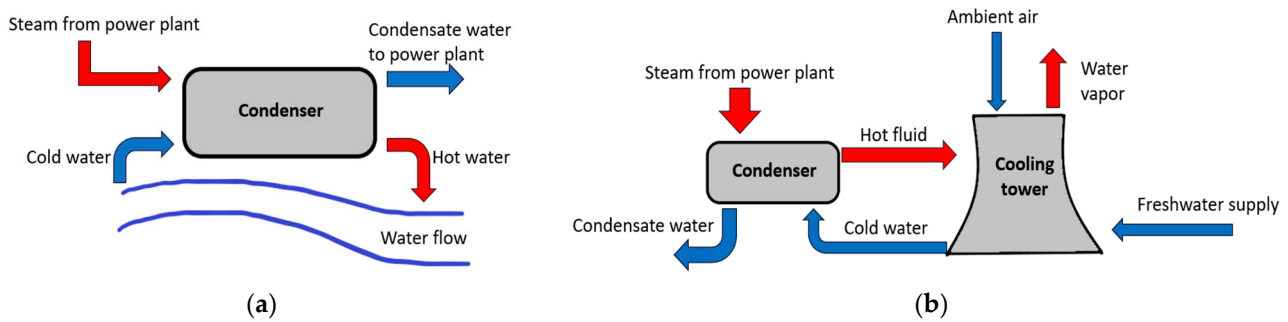 Steam from power plant
Condensate water
to power plant
Condenser
Cold water
Hot water
Water flow
(a)
Ambient air
Steam from power plant
Water
vapor
Hot fluid
Condenser
Cooling
tower
Freshwater supply
Condensate water
Cold water
(b)